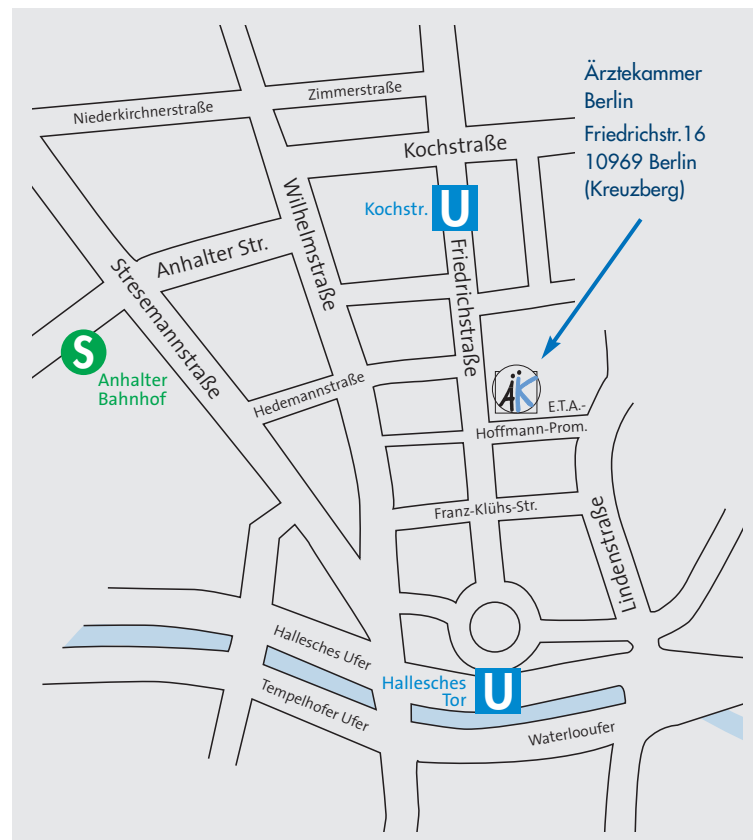 Ärztekammer
Berlin
Friedrichstr.16
10969 Berlin
(Kreuzberg)
Niederkirchnerstraße
Zimmerstraße
Kochstraße
Kochstr.
U
Wilhelmstraße
Anhalter Str.
Friedrichstraße
Stresemannstraße
S
Anhalter
Bahnhof
Hedemannstraße
ÄK
E.T.A.-
Hoffmann-Prom.
Franz-Klühs-Str.
Lindenstraße
Hallesches Ufer
Hallesches
Tor
U
Tempelhofer Ufer
Waterlooufer